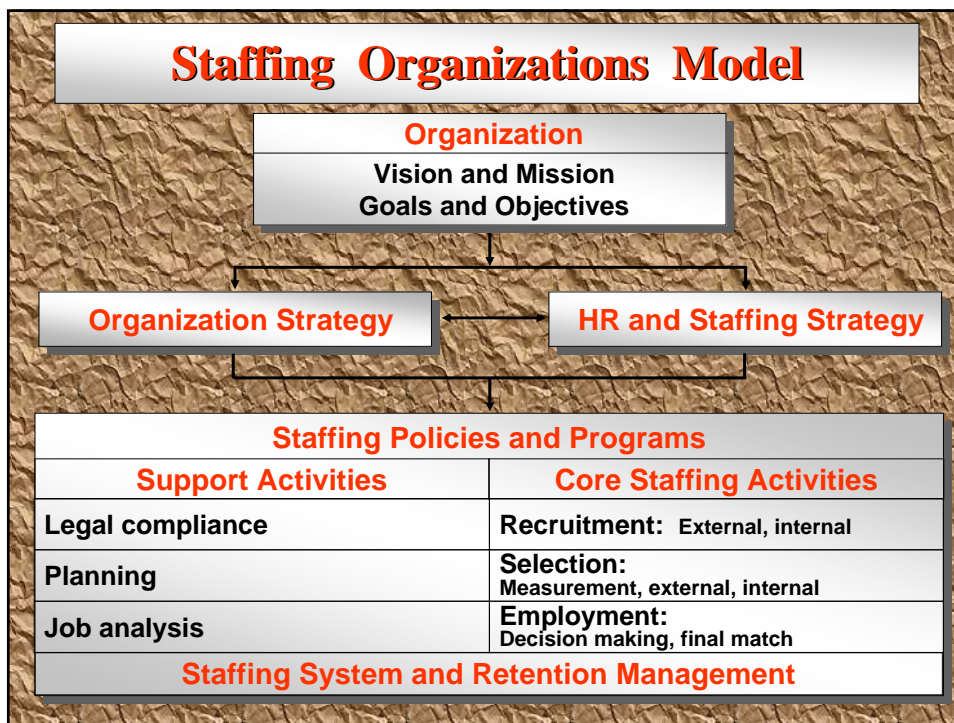 Staffing Organizations Model
Organization
Vision and Mission
Goals and Objectives
Organization Strategy
HR and Staffing Strategy
Staffing Policies and Programs
Support Activities
Core Staffing Activities
Legal compliance
Recruitment: External, internal
Planning
Selection:
Measurement, external, internal
Job analysis
Employment:
Decision making, final match
Staffing System and Retention Management